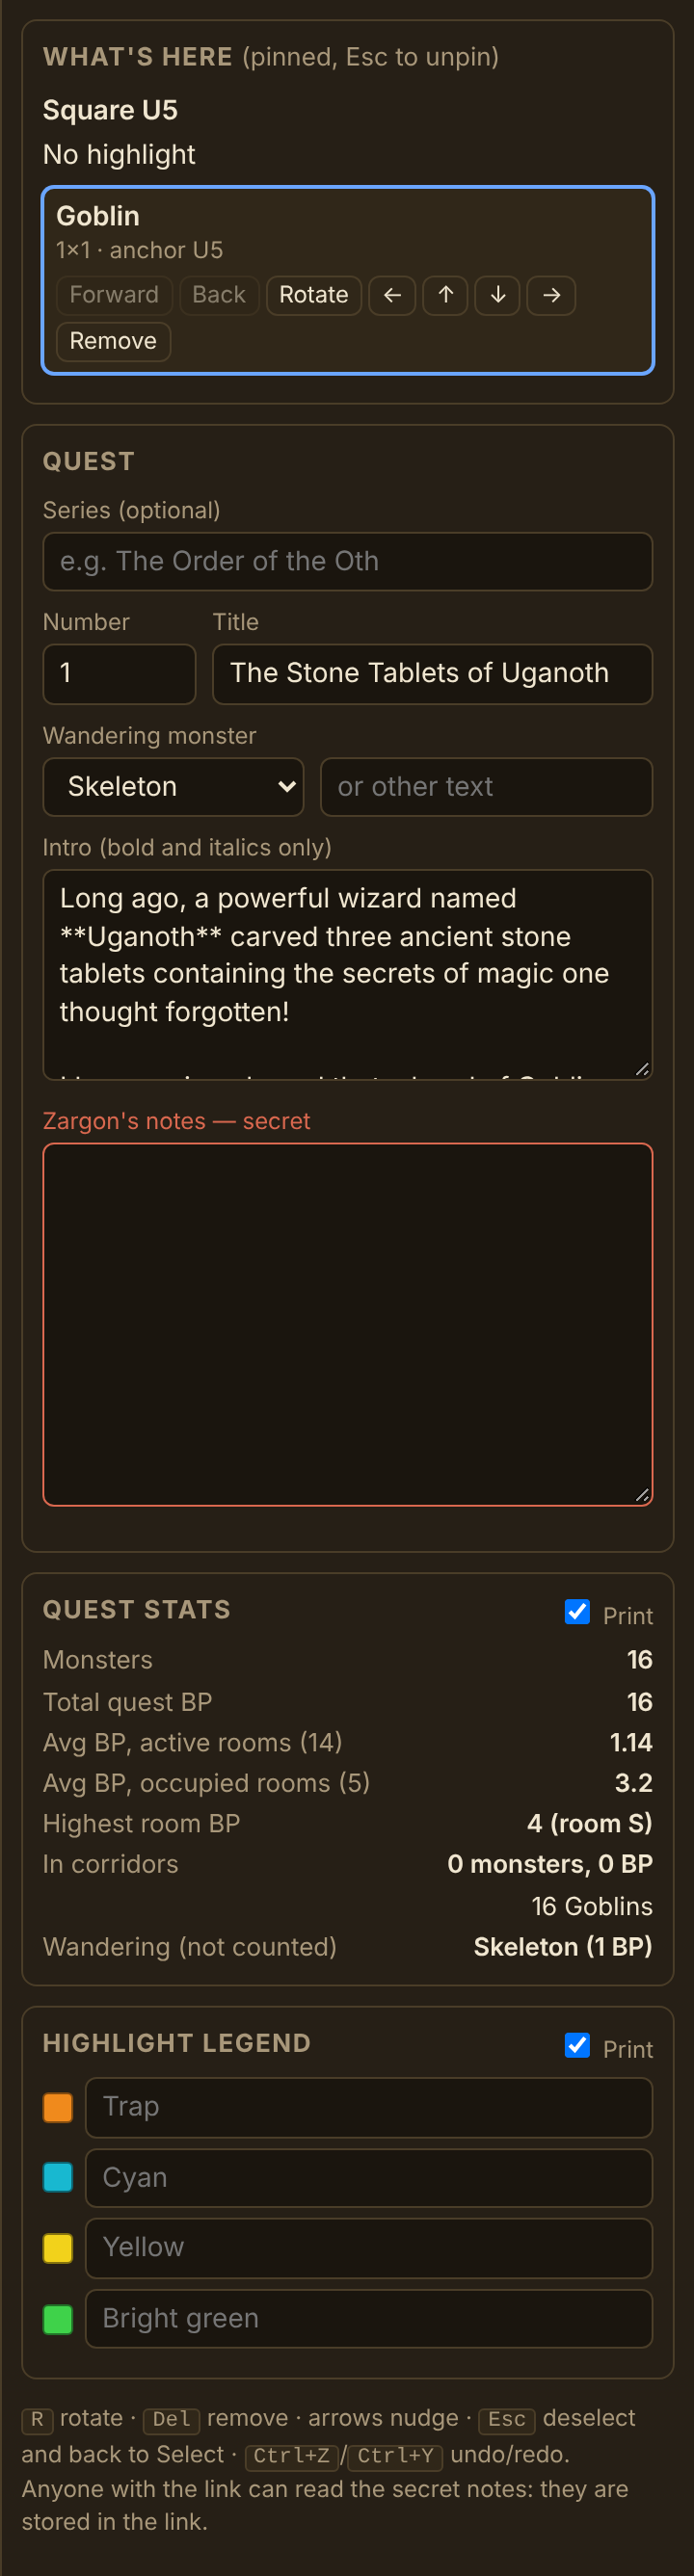 WHAT'S HERE (pinned, Esc to unpin)
Square U5
No highlight
Goblin
1×1 · anchor U5
Forward Back Rotate ← ↑ ↓ →
Remove
QUEST
Series (optional)
e.g. The Order of the Oth
Number Title
1 The Stone Tablets of Uganoth
Wandering monster
Skeleton or other text
Intro (bold and italics only)
Long ago, a powerful wizard named
**Uganoth** carved three ancient stone
tablets containing the secrets of magic one
thought forgotten!
Zargon's notes — secret
QUEST STATS Print
Monsters 16
Total quest BP 16
Avg BP, active rooms (14) 1.14
Avg BP, occupied rooms (5) 3.2
Highest room BP 4 (room S)
In corridors 0 monsters, 0 BP
16 Goblins
Wandering (not counted) Skeleton (1 BP)
HIGHLIGHT LEGEND Print
Trap
Cyan
Yellow
Bright green
R rotate · Del remove · arrows nudge · Esc deselect
and back to Select · Ctrl+Z/Ctrl+Y undo/redo.
Anyone with the link can read the secret notes: they are
stored in the link.